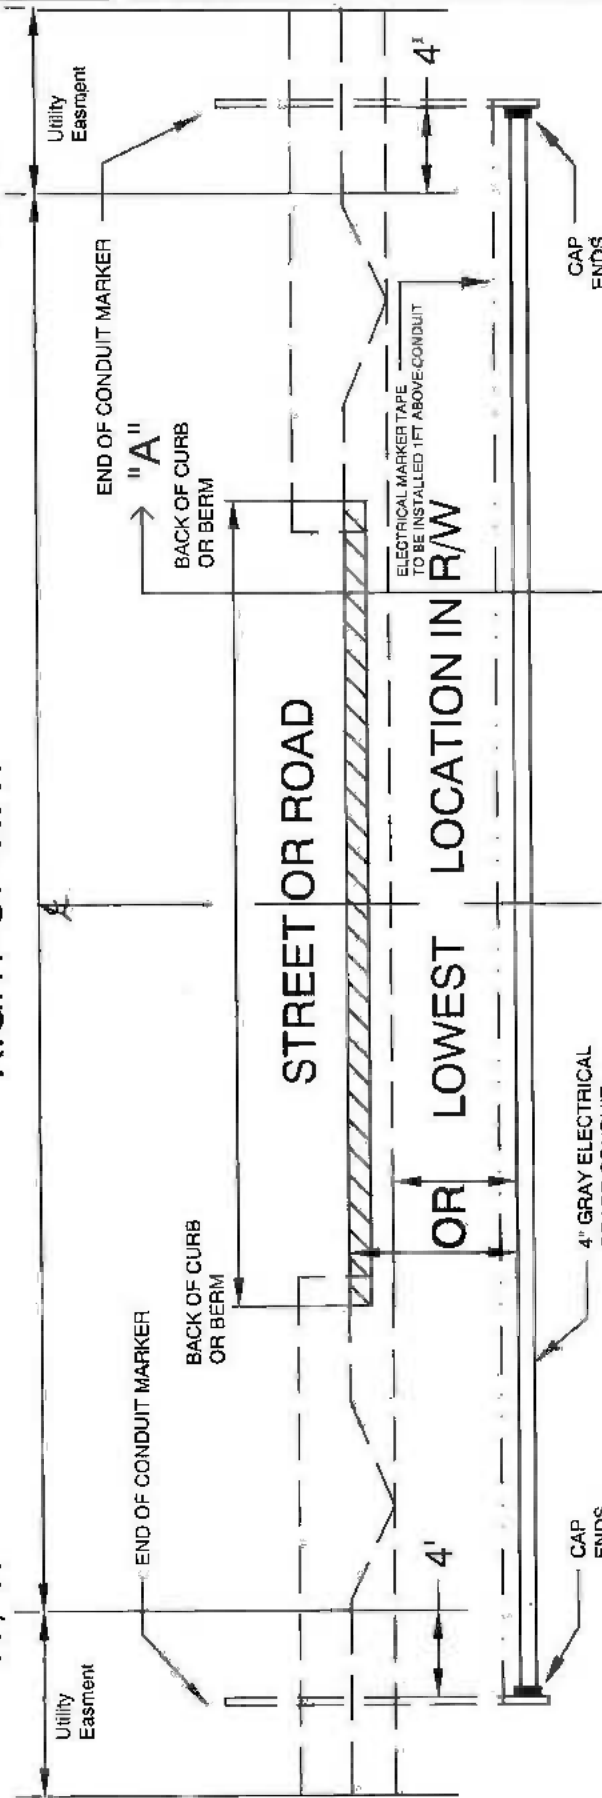 Utility
Easment
END OF CONDUIT MARKER
BACK OF CURB
OR BERM
STREET OR ROAD
END OF CONDUIT MARKER
"A"
BACK OF CURB
OR BERM
Utility
Easment
4'
OR LOWEST LOCATION IN R/W
ELECTRICAL MARKER TAPE
TO BE INSTALLED 1FT ABOVE CONDUIT
4'
CAP
ENDS
4" GRAY ELECTRICAL
CAP
ENDS